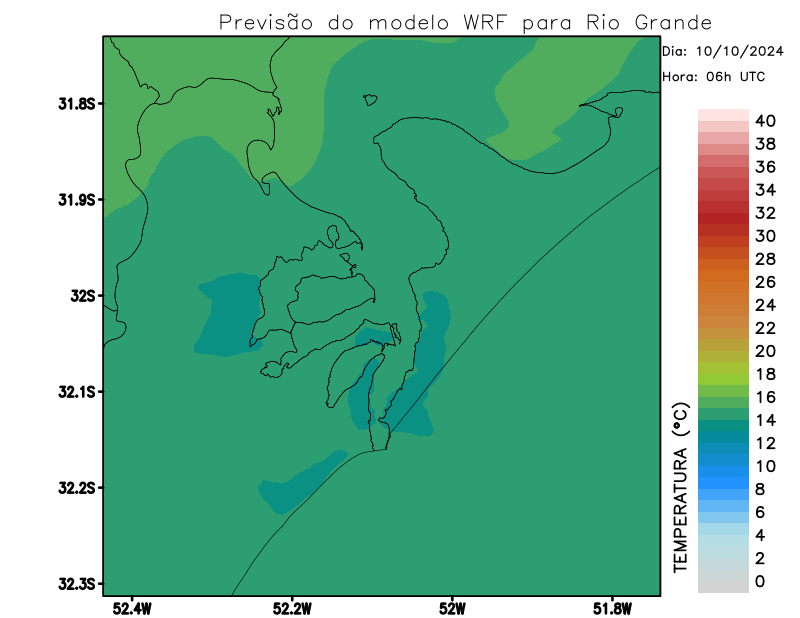 Previsão do modelo WRF para Rio Grande
Dia: 10/10/2024
Hora: 06h UTC
31.8S
31.9S
32S
32.1S
32.2S
32.3S
52.4W
52.2W
52W
51.8W
TEMPERATURA (°C)
40
38
36
34
32
30
28
26
24
22
20
18
16
14
12
10
8
6
4
2
0